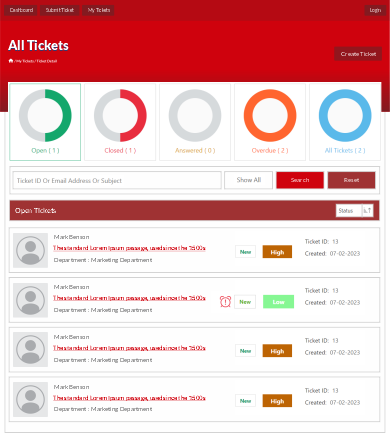 Dashboard Submit Ticket My Tickets Login
All Tickets
/ My Tickets / Ticket Detail
Create Ticket
Open ( 1 ) Closed ( 1 ) Answered ( 0 ) Overdue ( 2 ) All Tickets ( 2 )
Ticket ID Or Email Address Or Subject Show All Search Reset
Open Tickets Status
Mark Benson
The standard Lorem Ipsum passage, used since the 1500s
Department : Marketing Department
New High
Ticket ID: 13
Created: 07-02-2023
Mark Benson
The standard Lorem Ipsum passage, used since the 1500s
Department : Marketing Department
New Low
Ticket ID: 13
Created: 07-02-2023
Mark Benson
The standard Lorem Ipsum passage, used since the 1500s
Department : Marketing Department
New High
Ticket ID: 13
Created: 07-02-2023
Mark Benson
The standard Lorem Ipsum passage, used since the 1500s
Department : Marketing Department
New High
Ticket ID: 13
Created: 07-02-2023